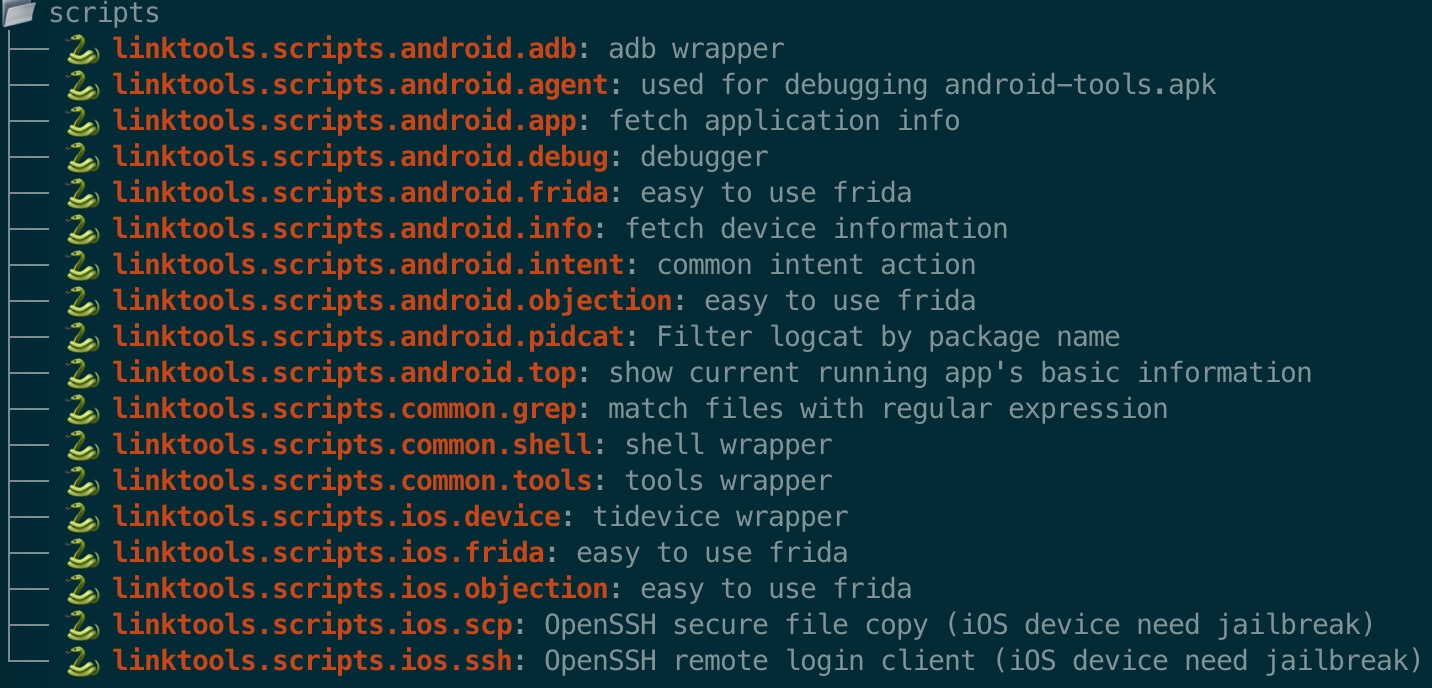 scripts
linktools.scripts.android.adb: adb wrapper
linktools.scripts.android.agent: used for debugging android-tools.apk
linktools.scripts.android.app: fetch application info
linktools.scripts.android.debug: debugger
linktools.scripts.android.frida: easy to use frida
linktools.scripts.android.info: fetch device information
linktools.scripts.android.intent: common intent action
linktools.scripts.android.objection: easy to use frida
linktools.scripts.android.pidcat: Filter logcat by package name
linktools.scripts.android.top: show current running app's basic information
linktools.scripts.common.grep: match files with regular expression
linktools.scripts.common.shell: shell wrapper
linktools.scripts.common.tools: tools wrapper
linktools.scripts.ios.device: tidevice wrapper
linktools.scripts.ios.frida: easy to use frida
linktools.scripts.ios.objection: easy to use frida
linktools.scripts.ios.scp: OpenSSH secure file copy (iOS device need jailbreak)
linktools.scripts.ios.ssh: OpenSSH remote login client (iOS device need jailbreak)